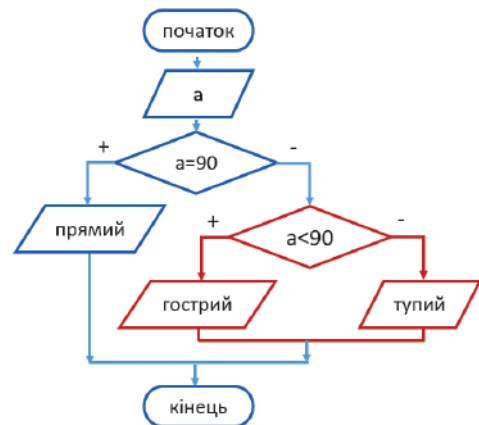 початок
a
+
-
a=90
прямий
+
-
a<90
гострий
тупий
кінець